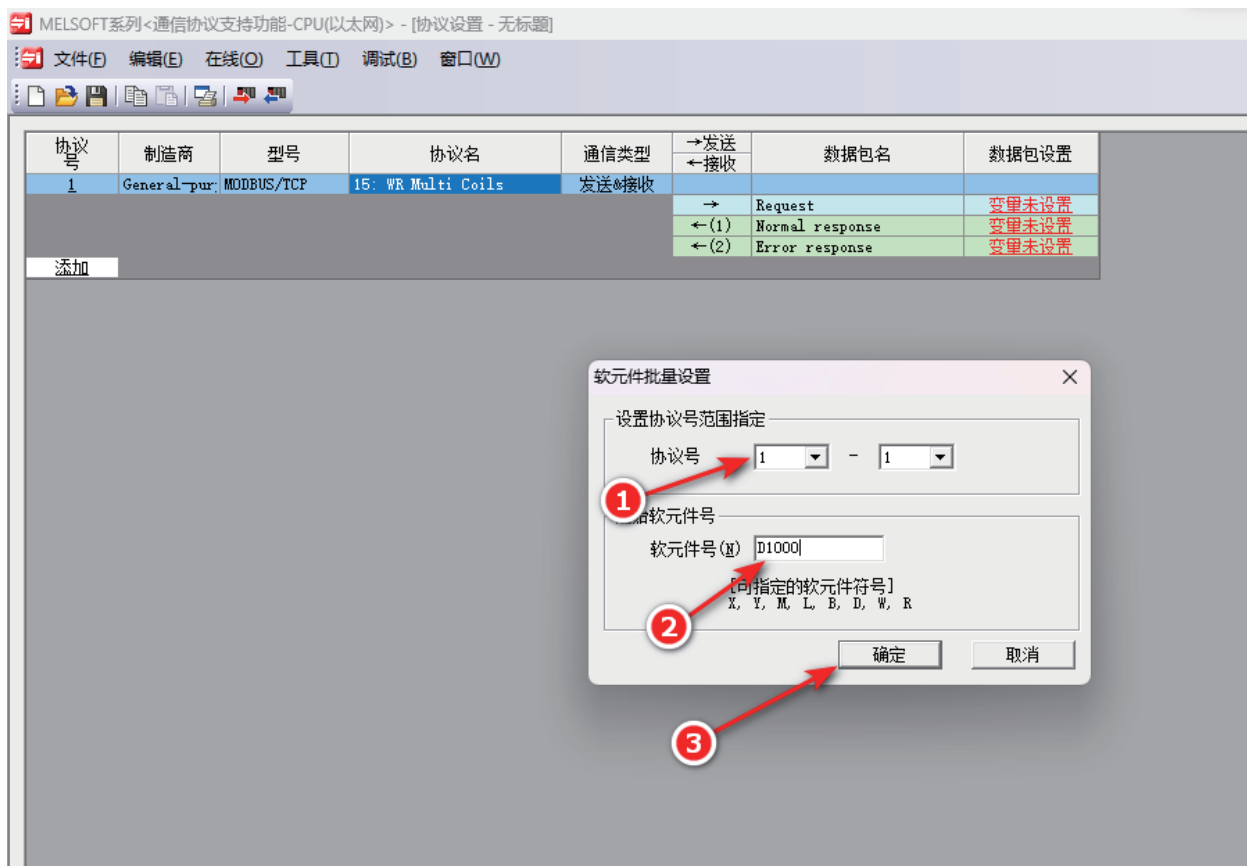 MELSOFT系列<通信协议支持功能-CPU(以太网)> - [协议设置 - 无标题]
文件(F) 编辑(E) 在线(O) 工具(T) 调试(B) 窗口(W)
协议号 制造商 型号 协议名 通信类型 →发送 ←接收 数据包名 数据包设置
1 General-pur MODBUS/TCP 15: WR Multi Coils 发送&接收
→ Request 变量未设置
←(1) Normal response 变量未设置
←(2) Error response 变量未设置
添加
软元件批量设置
设置协议号范围指定
协议号 1 - 1
1
软元件号
软元件号(N) D1000
[可指定的软元件符号]
X, Y, M, L, B, D, W, R
2
确定 取消
3